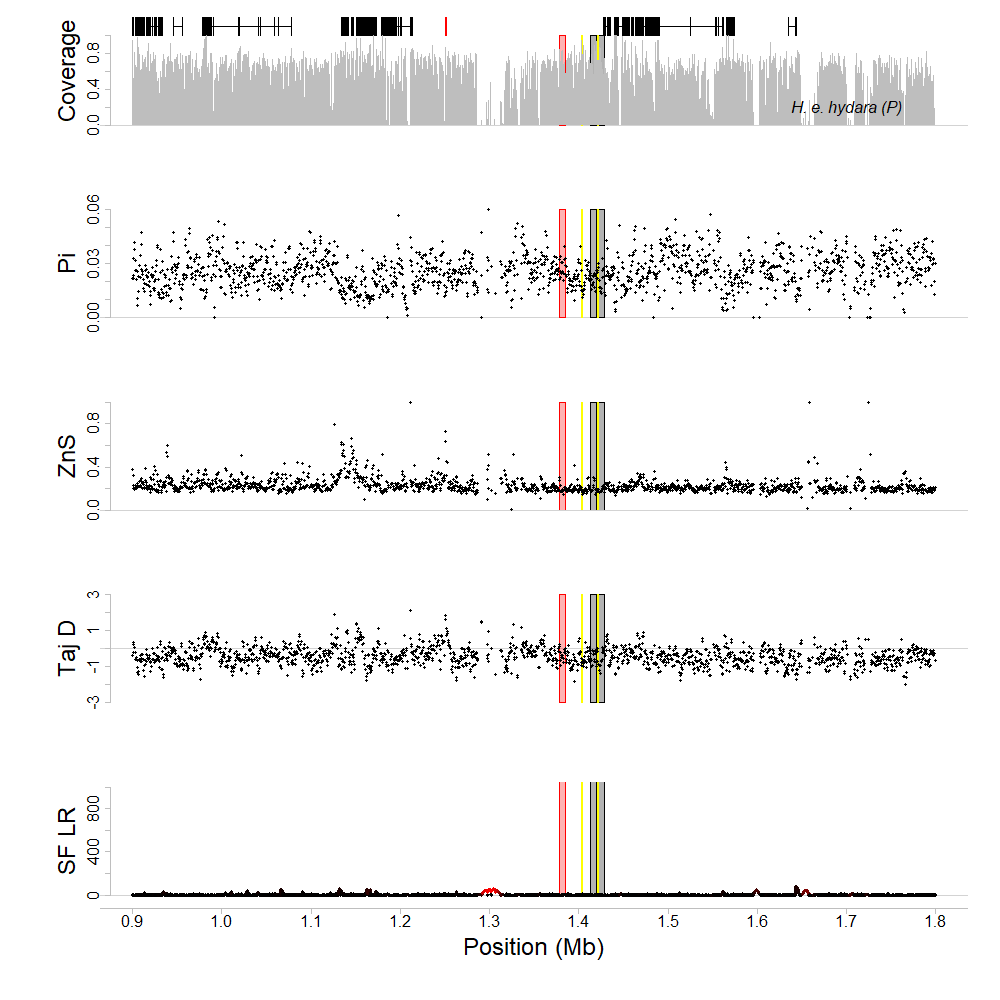 Coverage
0.0 0.4 0.8
H. e. hydara (P)
Pi
0.00 0.03 0.06
ZnS
0.0 0.4 0.8
Taj D
-3 -1 1 3
SF LR
0 400 800
0.9 1.0 1.1 1.2 1.3 1.4 1.5 1.6 1.7 1.8
Position (Mb)